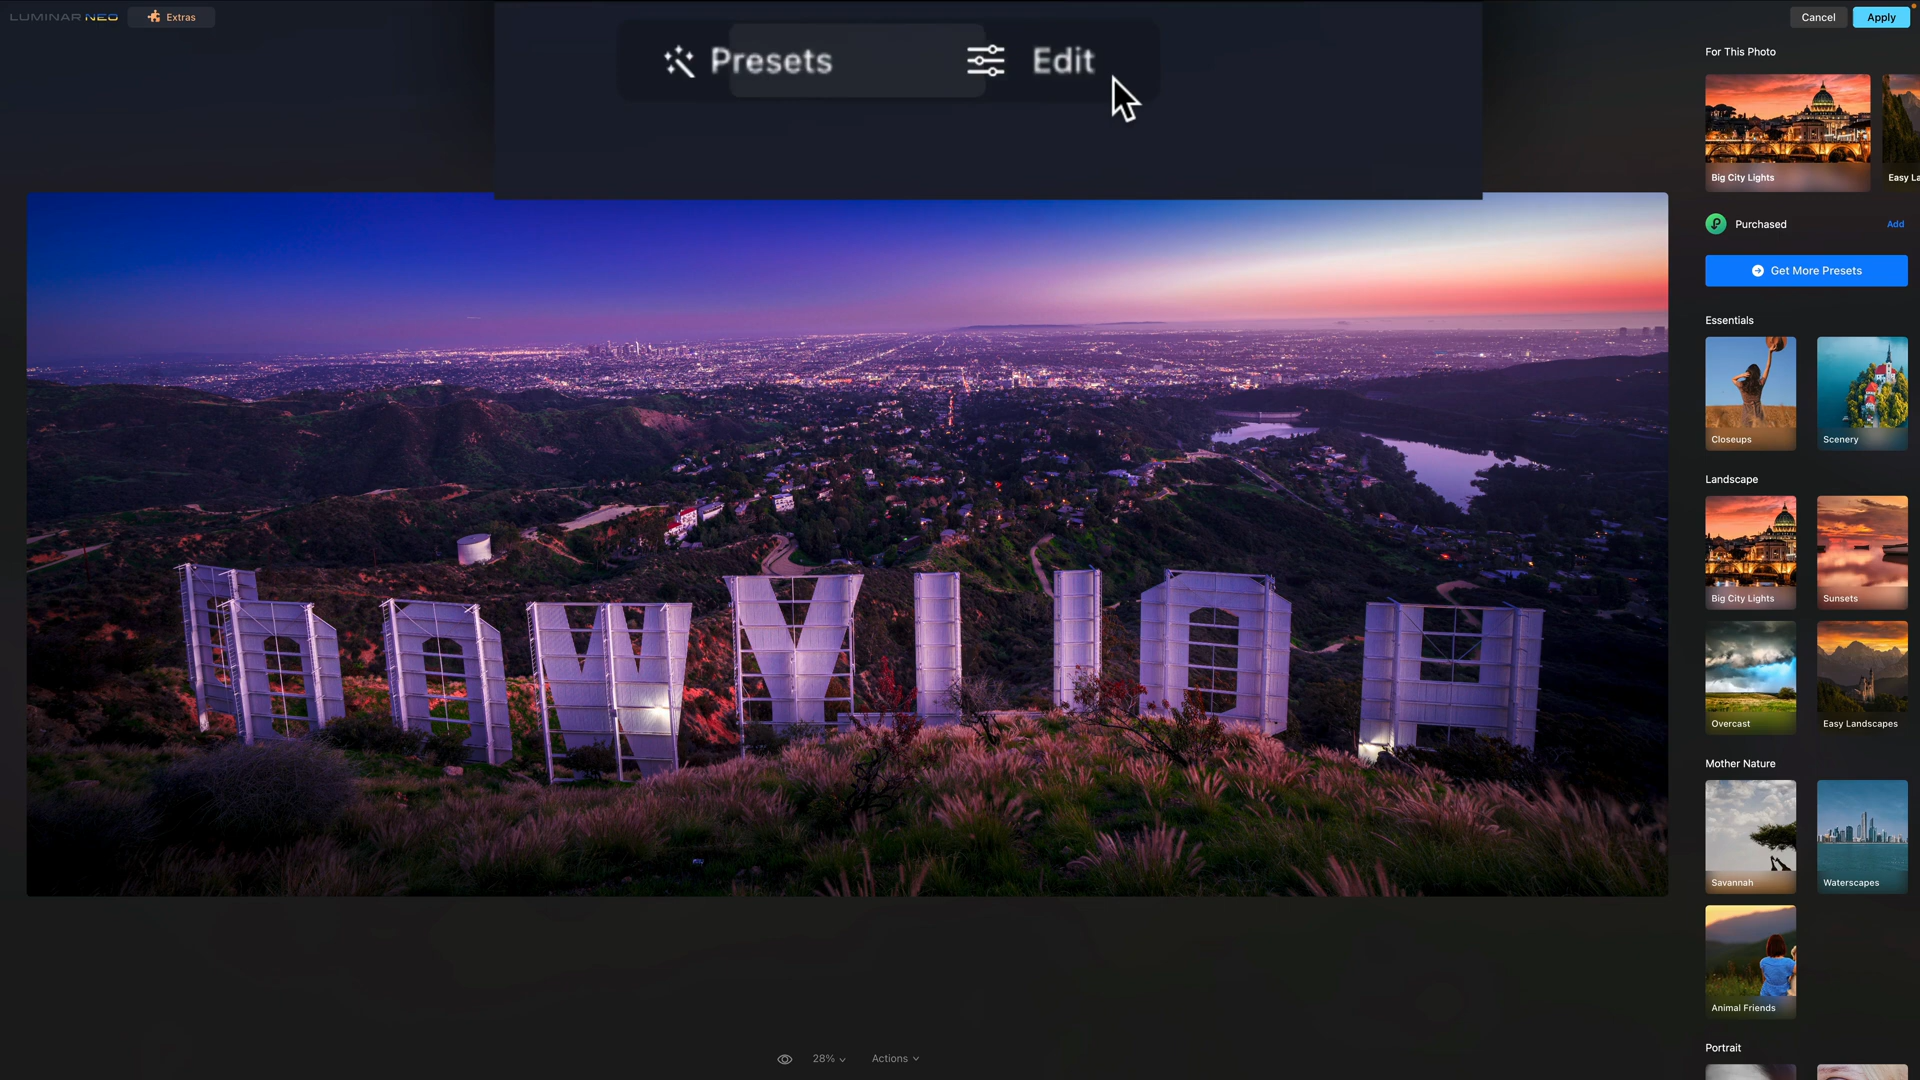 LUMINAR NEO
Extras
Presets
Edit
Cancel
Apply
For This Photo
Big City Lights
Easy La
Purchased
Add
Get More Presets
Essentials
Closeups
Scenery
Landscape
Big City Lights
Sunsets
Overcast
Easy Landscapes
Mother Nature
Savannah
Waterscapes
Animal Friends
Portrait
28%
Actions